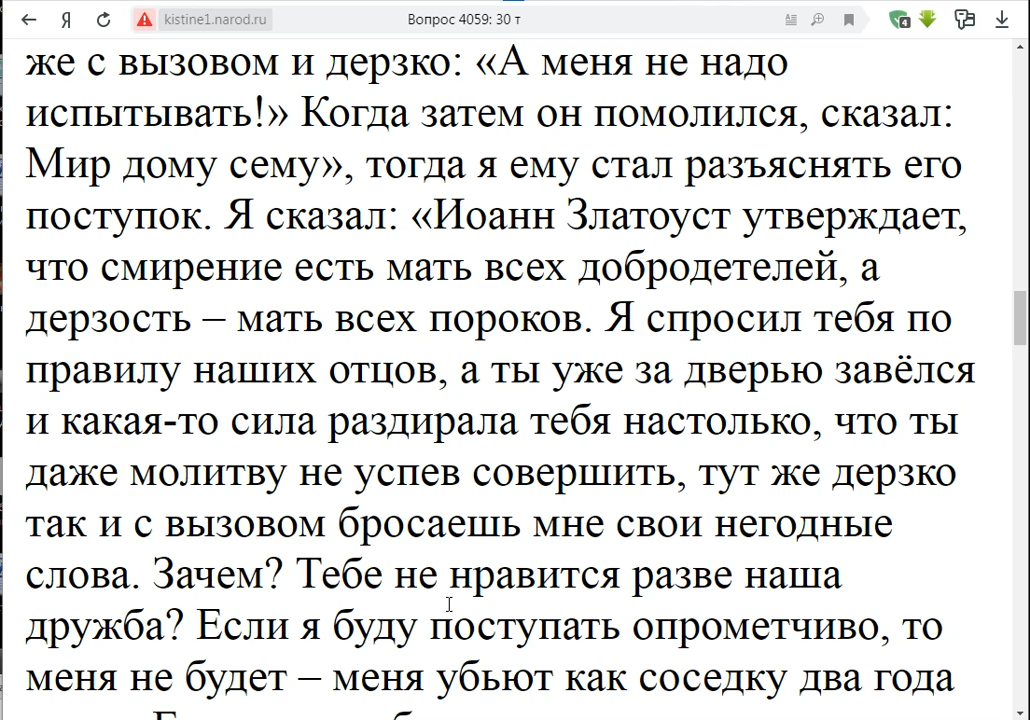 kistine1.narod.ru
Вопрос 4059: 30 т
4
же с вызовом и дерзко: «А меня не надо
испытывать!» Когда затем он помолился, сказал:
Мир дому сему», тогда я ему стал разъяснять его
поступок. Я сказал: «Иоанн Златоуст утверждает,
что смирение есть мать всех добродетелей, а
дерзость – мать всех пороков. Я спросил тебя по
правилу наших отцов, а ты уже за дверью завёлся
и какая-то сила раздирала тебя настолько, что ты
даже молитву не успев совершить, тут же дерзко
так и с вызовом бросаешь мне свои негодные
слова. Зачем? Тебе не нравится разве наша
дружба? Если я буду поступать опрометчиво, то
меня не будет – меня убьют как соседку два года